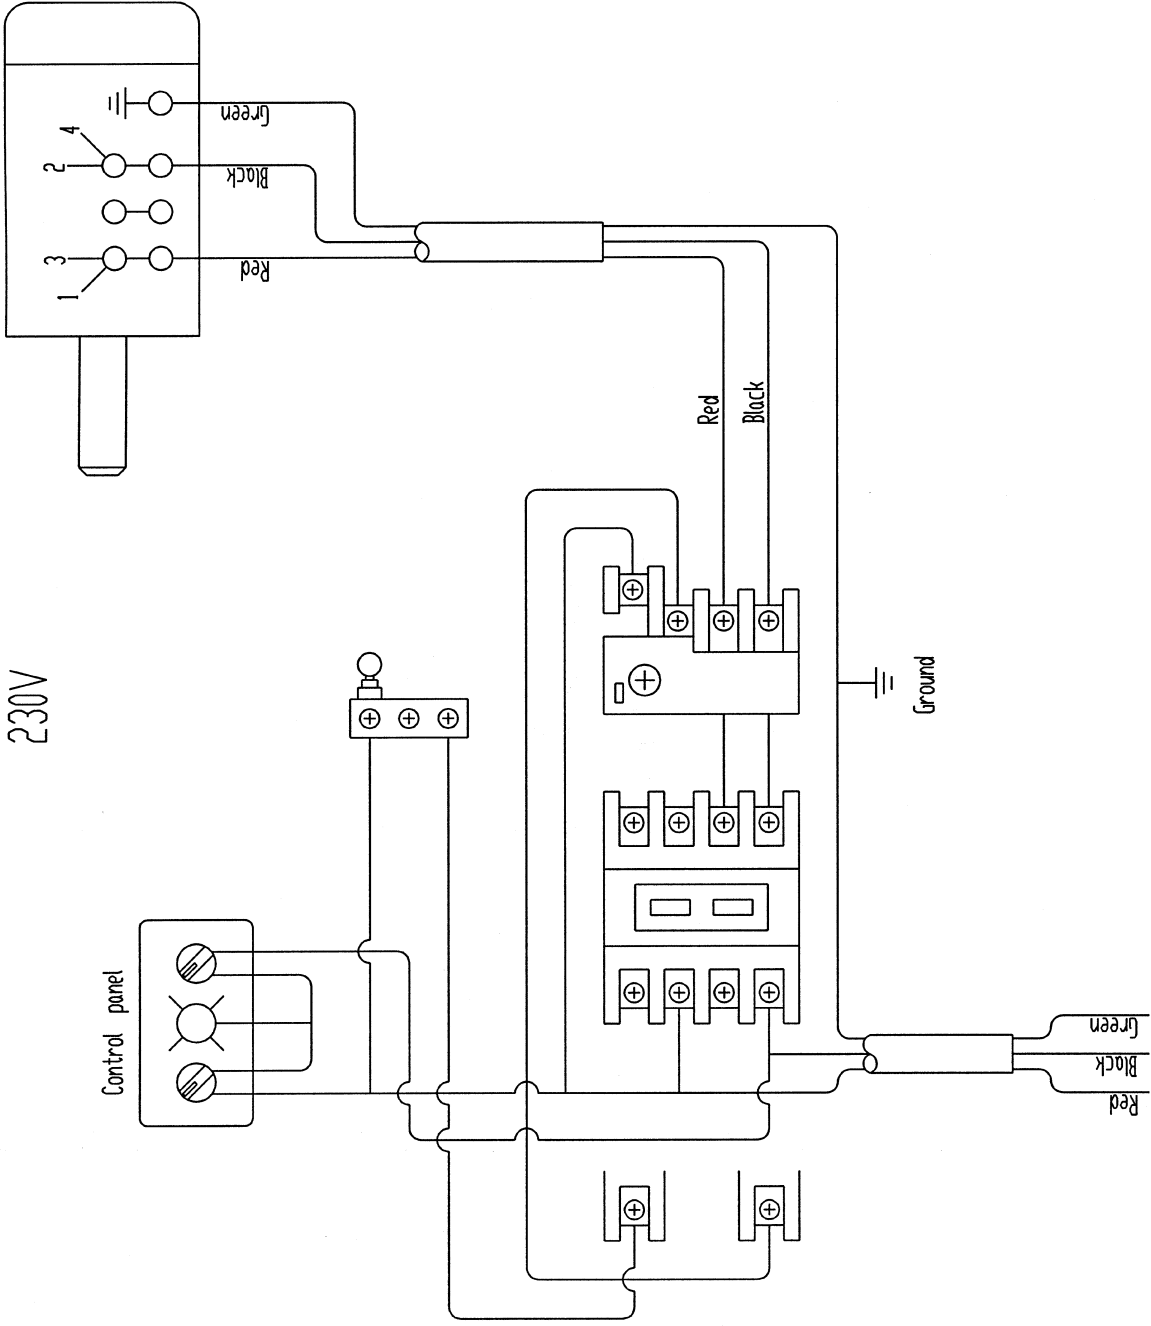 Green
4
2
Black
3
Red
1
Red
Black
230V
Ground
Control panel
Green
Black
Red